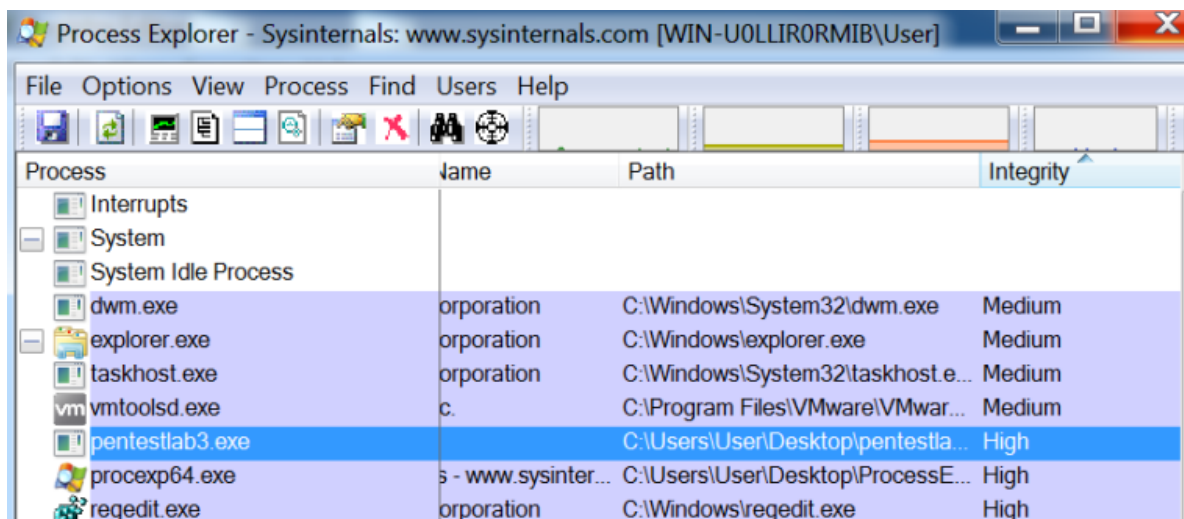 Process Explorer - Sysinternals: www.sysinternals.com [WIN-U0LLIR0RMIB\User]
File Options View Process Find Users Help
Process Name Path Integrity
Interrupts
System
System Idle Process
dwm.exe orporation C:\Windows\System32\dwm.exe Medium
explorer.exe orporation C:\Windows\explorer.exe Medium
taskhost.exe orporation C:\Windows\System32\taskhost.e... Medium
vm vmtoolsd.exe c. C:\Program Files\VMware\VMwar... Medium
pentestlab3.exe C:\Users\User\Desktop\pentestla... High
procexp64.exe s - www.sysinter... C:\Users\User\Desktop\ProcessE... High
regedit.exe orporation C:\Windows\regedit.exe High